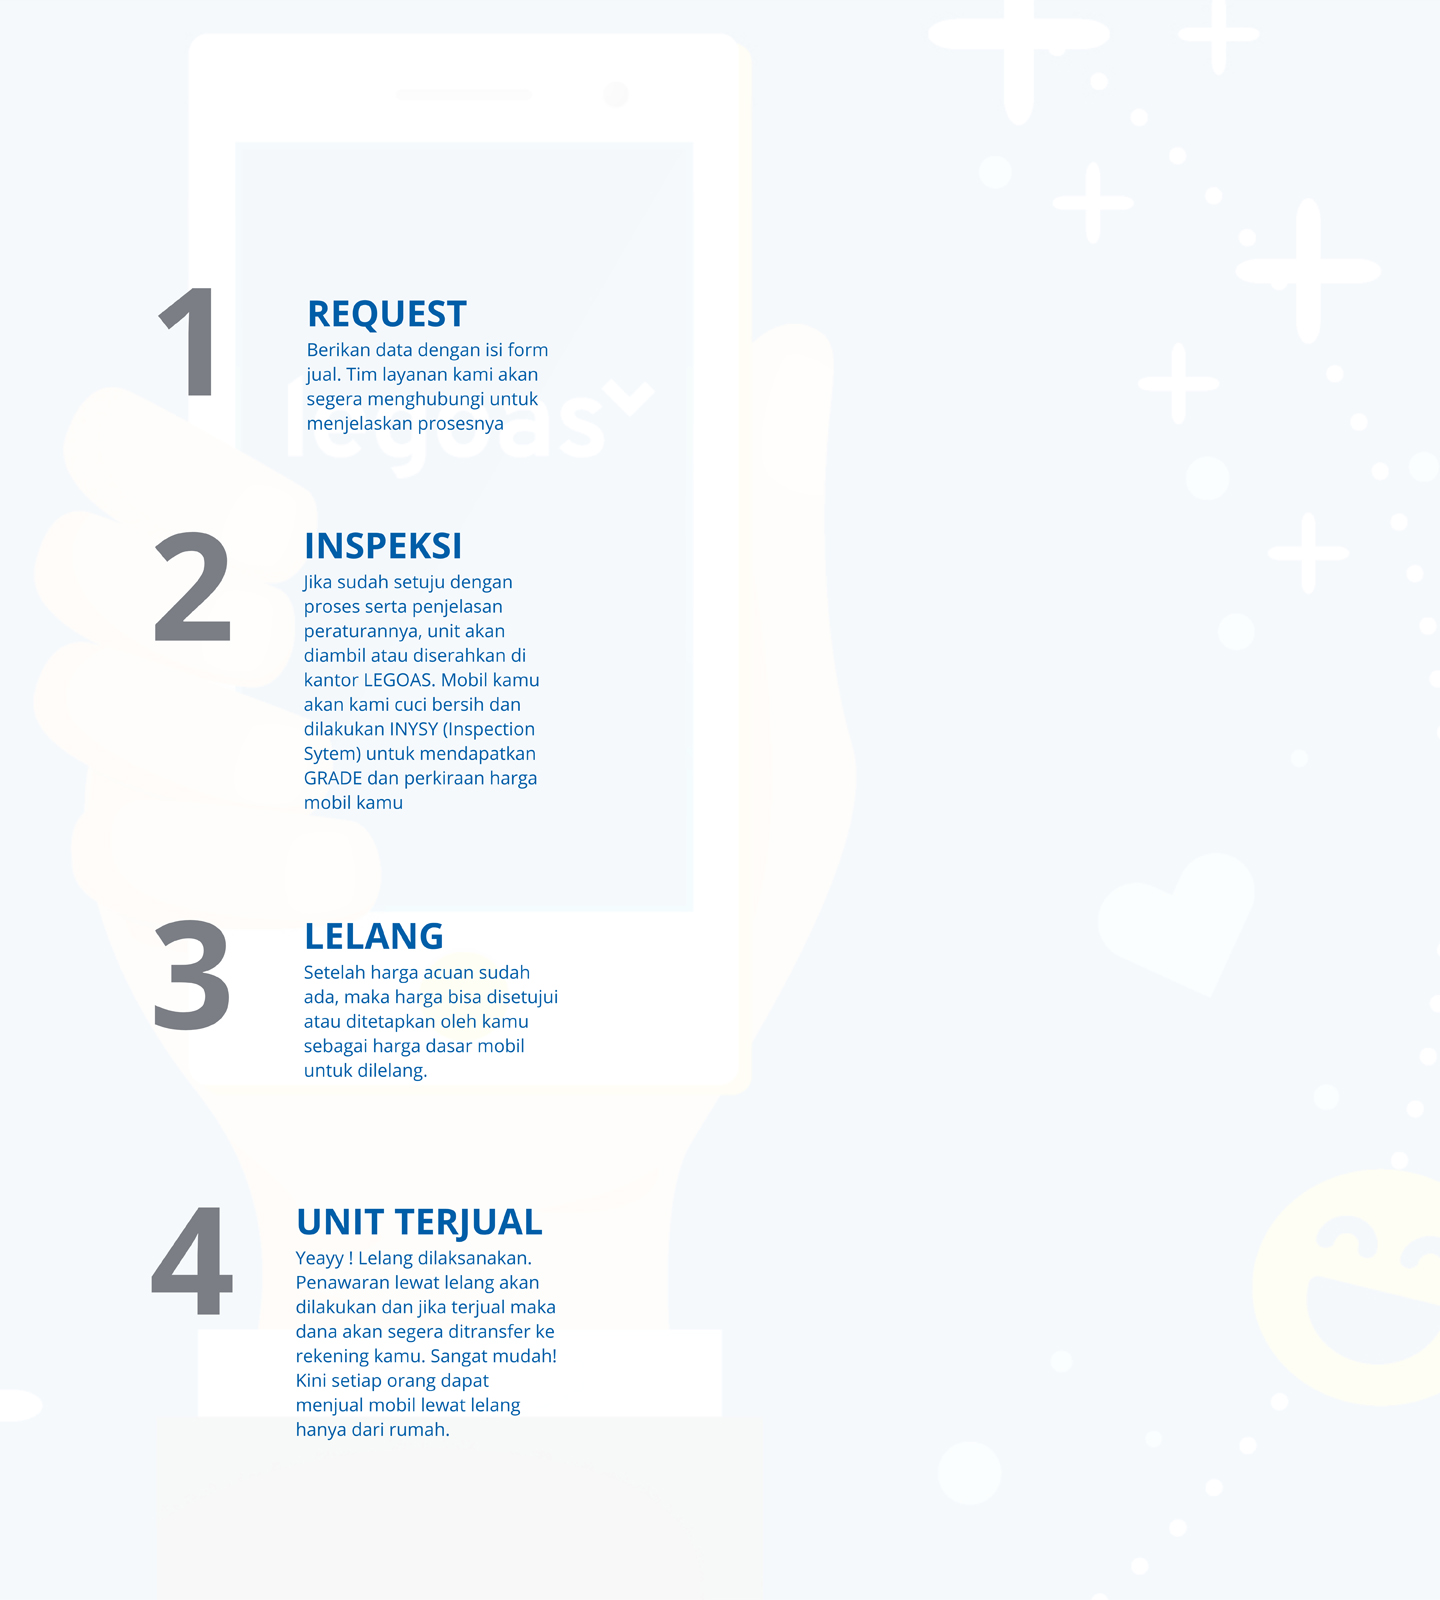 1
REQUEST
Berikan data dengan isi form
jual. Tim layanan kami akan
segera menghubungi untuk
menjelaskan prosesnya
legoas
2
INSPEKSI
Jika sudah setuju dengan
proses serta penjelasan
peraturannya, unit akan
diambil atau diserahkan di
kantor LEGOAS. Mobil kamu
akan kami cuci bersih dan
dilakukan INYSY (Inspection
Sytem) untuk mendapatkan
GRADE dan perkiraan harga
mobil kamu
3
LELANG
Setelah harga acuan sudah
ada, maka harga bisa disetujui
atau ditetapkan oleh kamu
sebagai harga dasar mobil
untuk dilelang.
4
UNIT TERJUAL
Yeayy ! Lelang dilaksanakan.
Penawaran lewat lelang akan
dilakukan dan jika terjual maka
dana akan segera ditransfer ke
rekening kamu. Sangat mudah!
Kini setiap orang dapat
menjual mobil lewat lelang
hanya dari rumah.